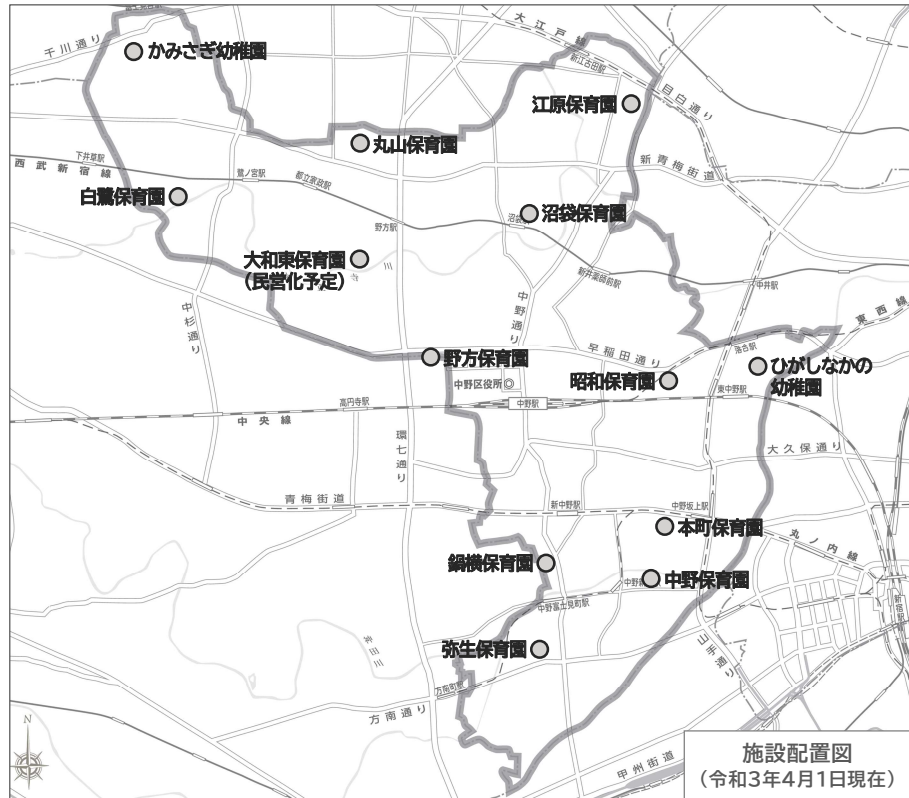 千川通り
かみさぎ幼稚園
大江戸線
新江古田駅
目白通り
江原保育園
丸山保育園
新青梅街道
西武新宿線
下井草駅
鷺ノ宮駅
都立家政駅
白鷺保育園
沼袋保育園
野方駅
大和東保育園
(民営化予定)
新井薬師前駅
中井駅
中杉通り
中野通り
東西線
早稲田通り
落合駅
野方保育園
ひがしなかの
幼稚園
中野区役所
昭和保育園
東中野駅
高円寺駅
中野駅
中央線
環七通り
大久保通り
青梅街道
新中野駅
中野坂上駅
本町保育園
丸ノ内線
鍋横保育園
中野保育園
中野富士見町駅
新宿駅
弥生保育園
山手通り
方南町駅
方南通り
甲州街道
N
施設配置図
(令和3年4月1日現在)